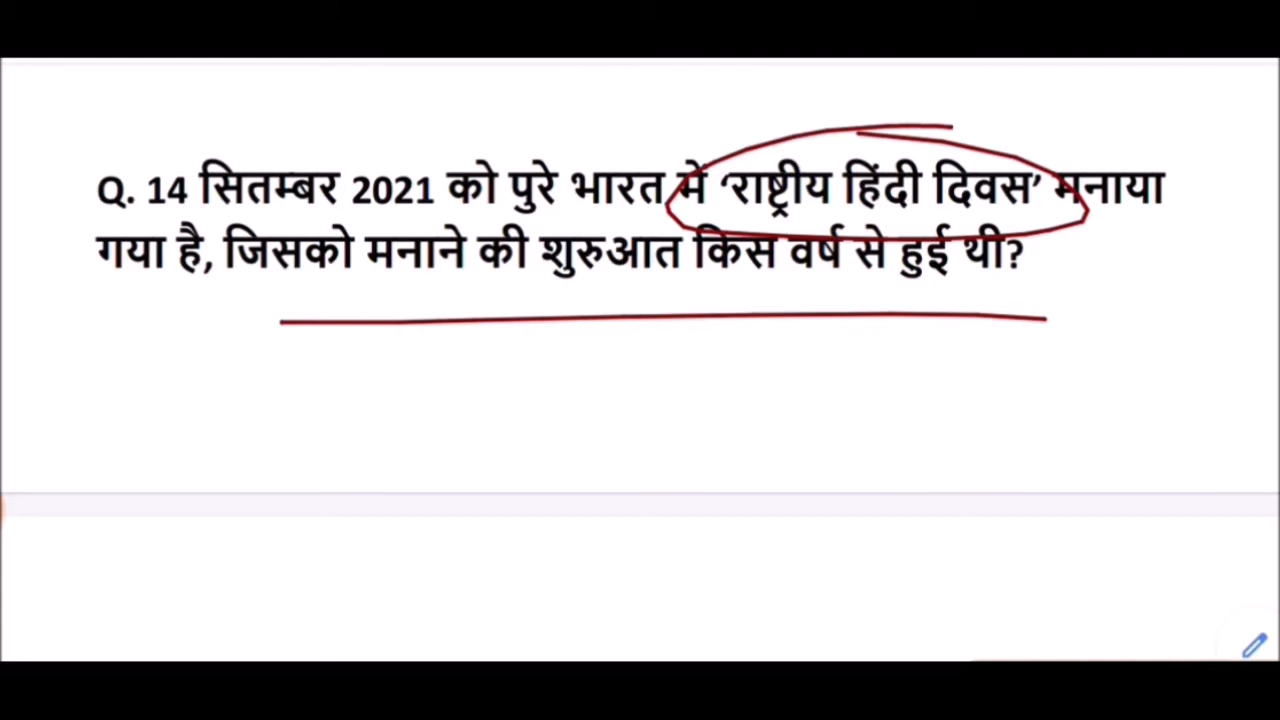 Q. 14 सितम्बर 2021 को पुरे भारत में ‘राष्ट्रीय हिंदी दिवस’ मनाया
गया है, जिसको मनाने की शुरुआत किस वर्ष से हुई थी?